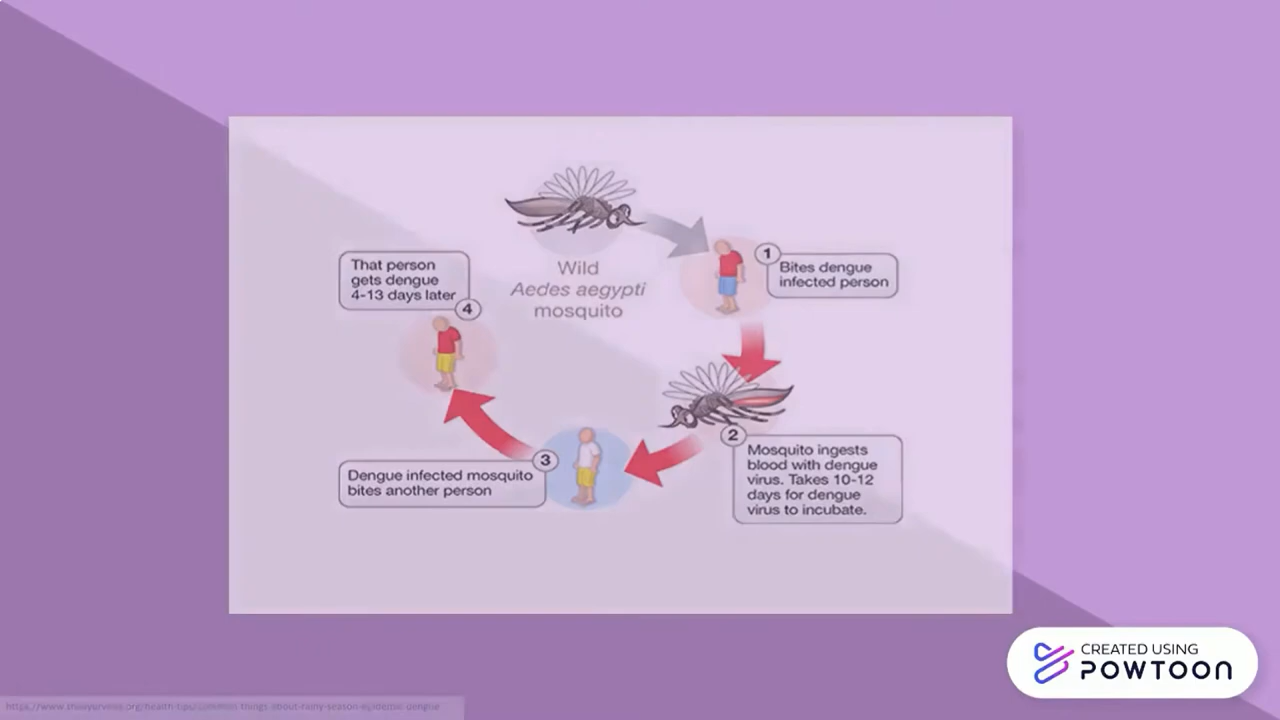 Wild
Aedes aegypti
mosquito
1
Bites dengue
infected person
2
Mosquito ingests
blood with dengue
virus. Takes 10-12
days for dengue
virus to incubate.
3
Dengue infected mosquito
bites another person
4
That person
gets dengue
4-13 days later
CREATED USING
POWTOON